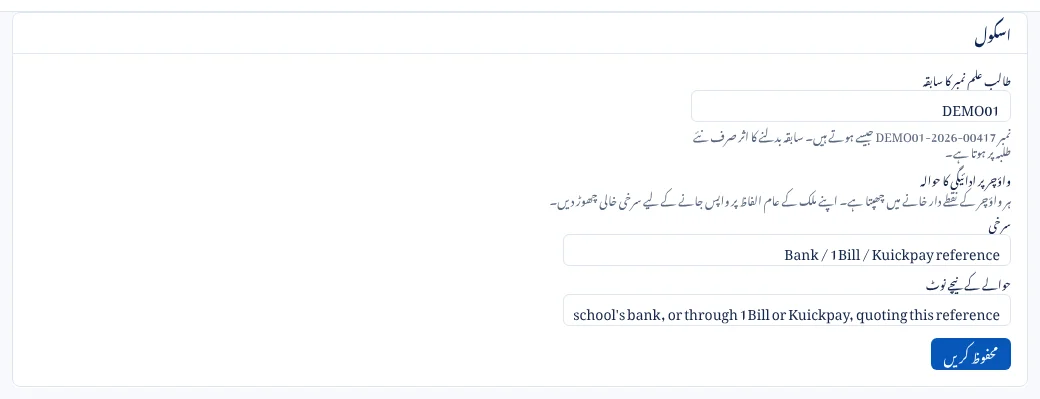 اسکول
طالب علم نمبر کا سابقہ
DEMO01
نمبر DEMO01-2026-00417 جیسے ہوتے ہیں۔ سابقہ بدلنے کا اثر صرف نئے
طلبہ پر ہوتا ہے۔
واؤچر پر ادائیگی کا حوالہ
ہر واؤچر کے نقطے دار خانے میں چھپتا ہے۔ اپنے ملک کے عام الفاظ پر واپس جانے کے لیے سرخی خالی چھوڑ دیں۔
سرخی
Bank / 1Bill / Kuickpay reference
حوالے کے نیچے نوٹ
school's bank, or through 1Bill or Kuickpay, quoting this reference
محفوظ کریں